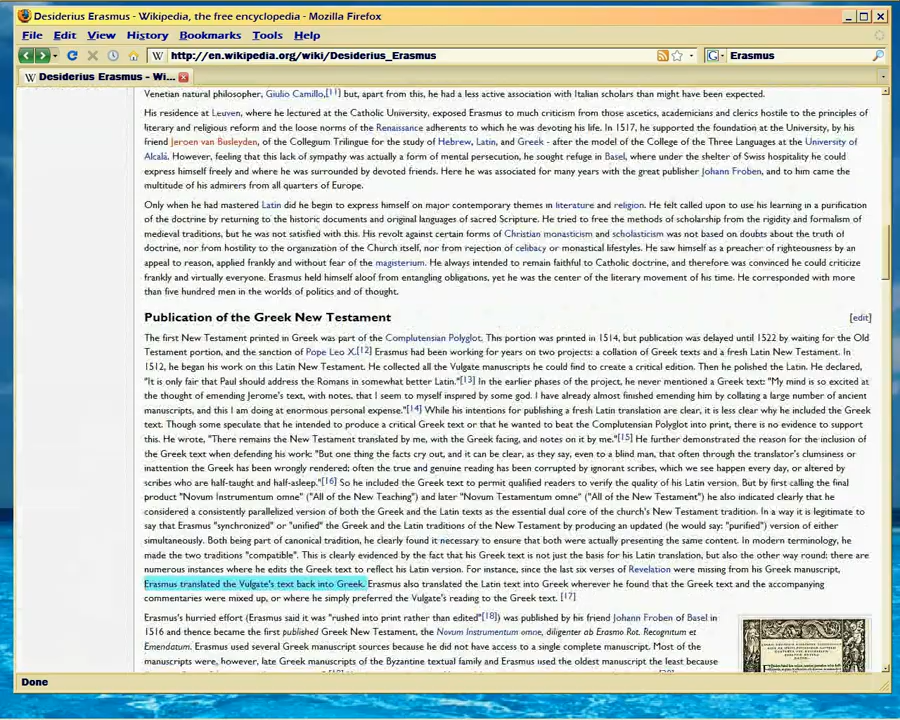 Desiderius Erasmus - Wikipedia, the free encyclopedia - Mozilla Firefox
File Edit View History Bookmarks Tools Help
W http://en.wikipedia.org/wiki/Desiderius_Erasmus G Erasmus
W Desiderius Erasmus - Wi...
Venetian natural philosopher, Giulio Camillo,[11] but, apart from this, he had a less active association with Italian scholars than might have been expected.
His residence at Leuven, where he lectured at the Catholic University, exposed Erasmus to much criticism from those ascetics, academicians and clerics hostile to the principles of
literary and religious reform and the loose norms of the Renaissance adherents to which he was devoting his life. In 1517, he supported the foundation at the University, by his
friend Jeroen van Busleyden, of the Collegium Trilingue for the study of Hebrew, Latin, and Greek - after the model of the College of the Three Languages at the University of
Alcalá. However, feeling that this lack of sympathy was actually a form of mental persecution, he sought refuge in Basel, where under the shelter of Swiss hospitality he could
express himself freely and where he was surrounded by devoted friends. Here he was associated for many years with the great publisher Johann Froben, and to him came the
multitude of his admirers from all quarters of Europe.
Only when he had mastered Latin did he begin to express himself on major contemporary themes in literature and religion. He felt called upon to use his learning in a purification
of the doctrine by returning to the historic documents and original languages of sacred Scripture. He tried to free the methods of scholarship from the rigidity and formalism of
medieval traditions, but he was not satisfied with this. His revolt against certain forms of Christian monasticism and scholasticism was not based on doubts about the truth of
doctrine, nor from hostility to the organization of the Church itself, nor from rejection of celibacy or monastical lifestyles. He saw himself as a preacher of righteousness by an
appeal to reason, applied frankly and without fear of the magisterium. He always intended to remain faithful to Catholic doctrine, and therefore was convinced he could criticize
frankly and virtually everyone. Erasmus held himself aloof from entangling obligations, yet he was the center of the literary movement of his time. He corresponded with more
than five hundred men in the worlds of politics and of thought.
Publication of the Greek New Testament [edit]
The first New Testament printed in Greek was part of the Complutensian Polyglot. This portion was printed in 1514, but publication was delayed until 1522 by waiting for the Old
Testament portion, and the sanction of Pope Leo X.[12] Erasmus had been working for years on two projects: a collation of Greek texts and a fresh Latin New Testament. In
1512, he began his work on this Latin New Testament. He collected all the Vulgate manuscripts he could find to create a critical edition. Then he polished the Latin. He declared,
"It is only fair that Paul should address the Romans in somewhat better Latin."[13] In the earlier phases of the project, he never mentioned a Greek text: "My mind is so excited at
the thought of emending Jerome's text, with notes, that I seem to myself inspired by some god. I have already almost finished emending him by collating a large number of ancient
manuscripts, and this I am doing at enormous personal expense."[14] While his intentions for publishing a fresh Latin translation are clear, it is less clear why he included the Greek
text. Though some speculate that he intended to produce a critical Greek text or that he wanted to beat the Complutensian Polyglot into print, there is no evidence to support
this. He wrote, "There remains the New Testament translated by me, with the Greek facing, and notes on it by me."[15] He further demonstrated the reason for the inclusion of
the Greek text when defending his work: "But one thing the facts cry out, and it can be clear, as they say, even to a blind man, that often through the translator's clumsiness or
inattention the Greek has been wrongly rendered; often the true and genuine reading has been corrupted by ignorant scribes, which we see happen every day, or altered by
scribes who are half-taught and half-asleep."[16] So he included the Greek text to permit qualified readers to verify the quality of his Latin version. But by first calling the final
product "Novum Instrumentum omne" ("All of the New Teaching") and later "Novum Testamentum omne" ("All of the New Testament") he also indicated clearly that he
considered a consistently parallelized version of both the Greek and the Latin texts as the essential dual core of the church's New Testament tradition. In a way it is legitimate to
say that Erasmus "synchronized" or "unified" the Greek and the Latin traditions of the New Testament by producing an updated (he would say: "purified") version of either
simultaneously. Both being part of canonical tradition, he clearly found it necessary to ensure that both were actually presenting the same content. In modern terminology, he
made the two traditions "compatible". This is clearly evidenced by the fact that his Greek text is not just the basis for his Latin translation, but also the other way round: there are
numerous instances where he edits the Greek text to reflect his Latin version. For instance, since the last six verses of Revelation were missing from his Greek manuscript,
Erasmus translated the Vulgate's text back into Greek. Erasmus also translated the Latin text into Greek wherever he found that the Greek text and the accompanying
commentaries were mixed up, or where he simply preferred the Vulgate's reading to the Greek text. [17]
Erasmus's hurried effort (Erasmus said it was "rushed into print rather than edited"[18]) was published by his friend Johann Froben of Basel in
1516 and thence became the first published Greek New Testament, the Novum Instrumentum omne, diligenter ab Erasmo Rot. Recognitum et
Emendatum. Erasmus used several Greek manuscript sources because he did not have access to a single complete manuscript. Most of the
manuscripts were, however, late Greek manuscripts of the Byzantine textual family and Erasmus used the oldest manuscript the least because
Done